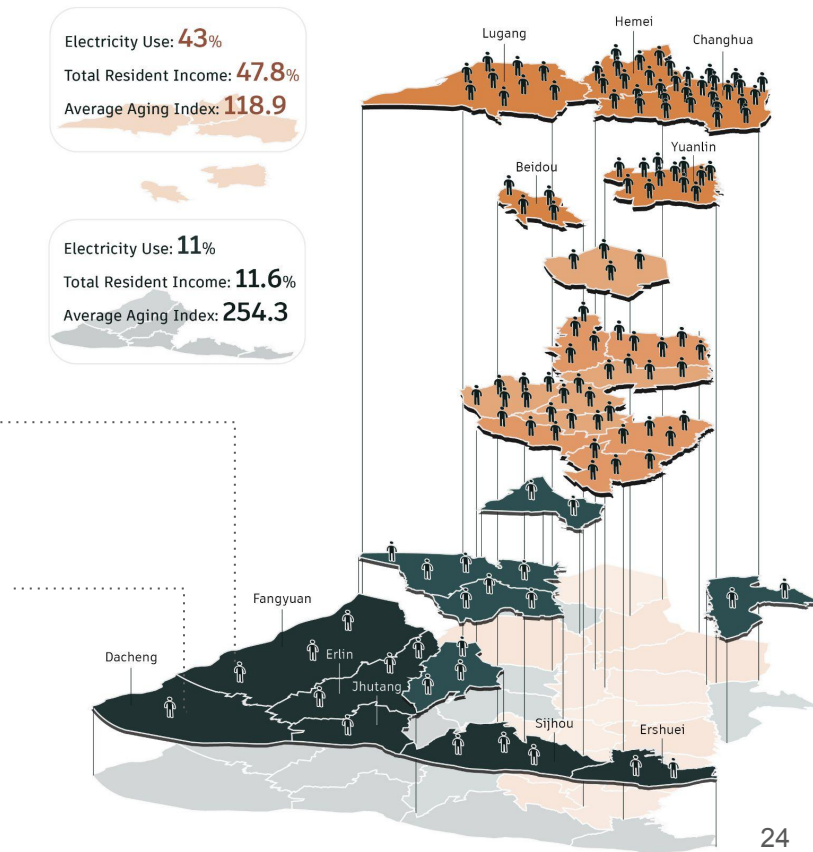 Electricity Use: 43%
Total Resident Income: 47.8%
Average Aging Index: 118.9
Electricity Use: 11%
Total Resident Income: 11.6%
Average Aging Index: 254.3
Lugang
Hemei
Changhua
Beidou
Yuanlin
Fangyuan
Dacheng
Erlin
Jhutang
Sijhou
Ershuei
24